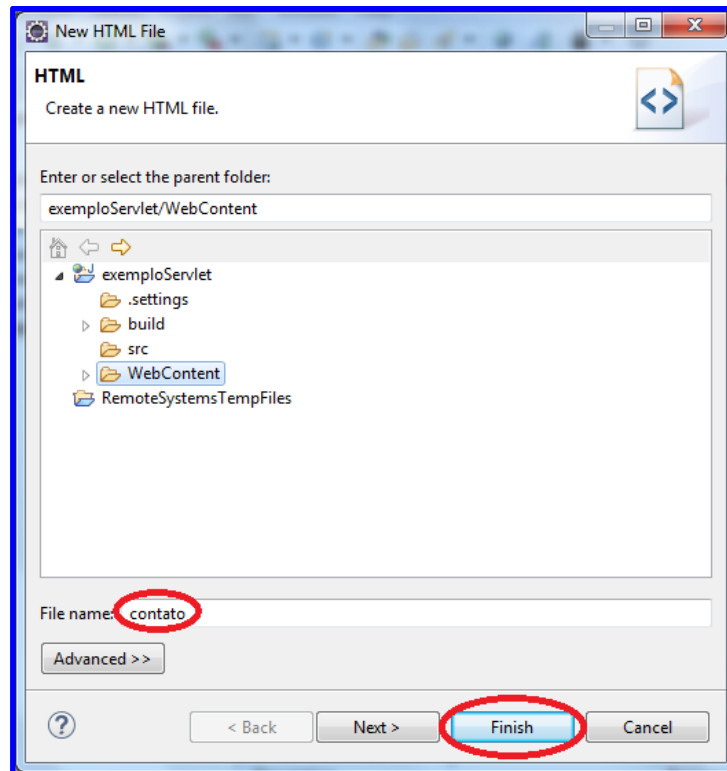 New HTML File
HTML
Create a new HTML file.
Enter or select the parent folder:
exemploServlet/WebContent
exemploServlet
.settings
build
src
WebContent
RemoteSystemsTempFiles
File name: contato
Advanced >>
? < Back Next > Finish Cancel